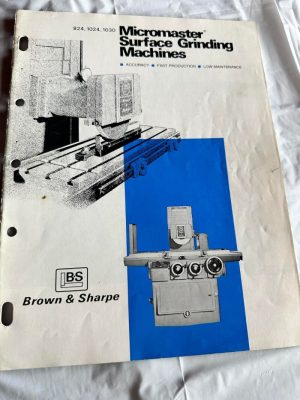 824, 1024, 1030
Micromaster®
Surface Grinding
Machines
■ ACCURACY ■ FAST PRODUCTION ■ LOW MAINTENANCE
BS
Brown & Sharpe